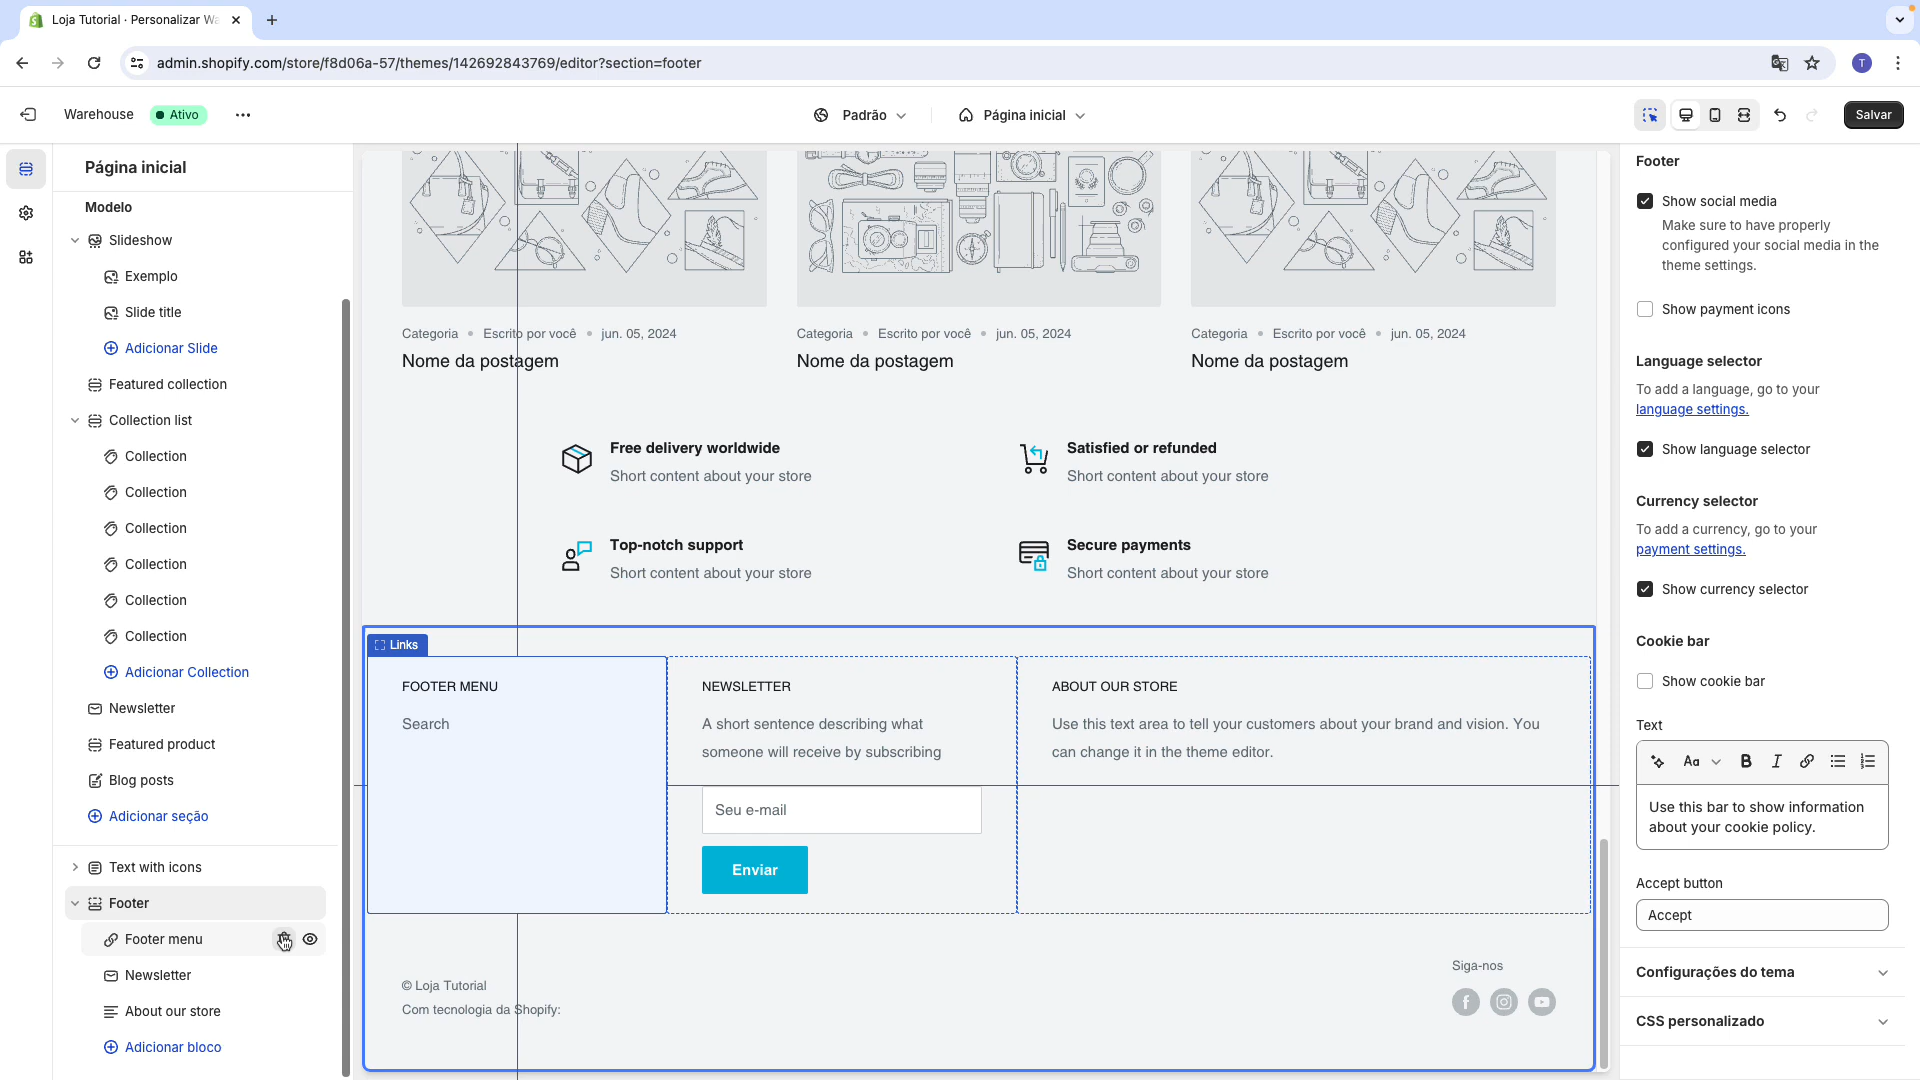 Loja Tutorial · Personalizar Wa
admin.shopify.com/store/f8d06a-57/themes/142692843769/editor?section=footer
T
Warehouse
Ativo
Padrão
Página inicial
Salvar
Página inicial
Modelo
Slideshow
Exemplo
Slide title
Adicionar Slide
Featured collection
Collection list
Collection
Collection
Collection
Collection
Collection
Collection
Adicionar Collection
Newsletter
Featured product
Blog posts
Adicionar seção
Text with icons
Footer
Footer menu
Newsletter
About our store
Adicionar bloco
Categoria • Escrito por você • jun. 05, 2024
Nome da postagem
Categoria • Escrito por você • jun. 05, 2024
Nome da postagem
Categoria • Escrito por você • jun. 05, 2024
Nome da postagem
Free delivery worldwide
Short content about your store
Satisfied or refunded
Short content about your store
Top-notch support
Short content about your store
Secure payments
Short content about your store
Links
FOOTER MENU
Search
NEWSLETTER
A short sentence describing what
someone will receive by subscribing
Seu e-mail
Enviar
ABOUT OUR STORE
Use this text area to tell your customers about your brand and vision. You
can change it in the theme editor.
© Loja Tutorial
Com tecnologia da Shopify:
Siga-nos
Footer
Show social media
Make sure to have properly
configured your social media in the
theme settings.
Show payment icons
Language selector
To add a language, go to your
language settings.
Show language selector
Currency selector
To add a currency, go to your
payment settings.
Show currency selector
Cookie bar
Show cookie bar
Text
Aa
B
I
Use this bar to show information
about your cookie policy.
Accept button
Accept
Configurações do tema
CSS personalizado